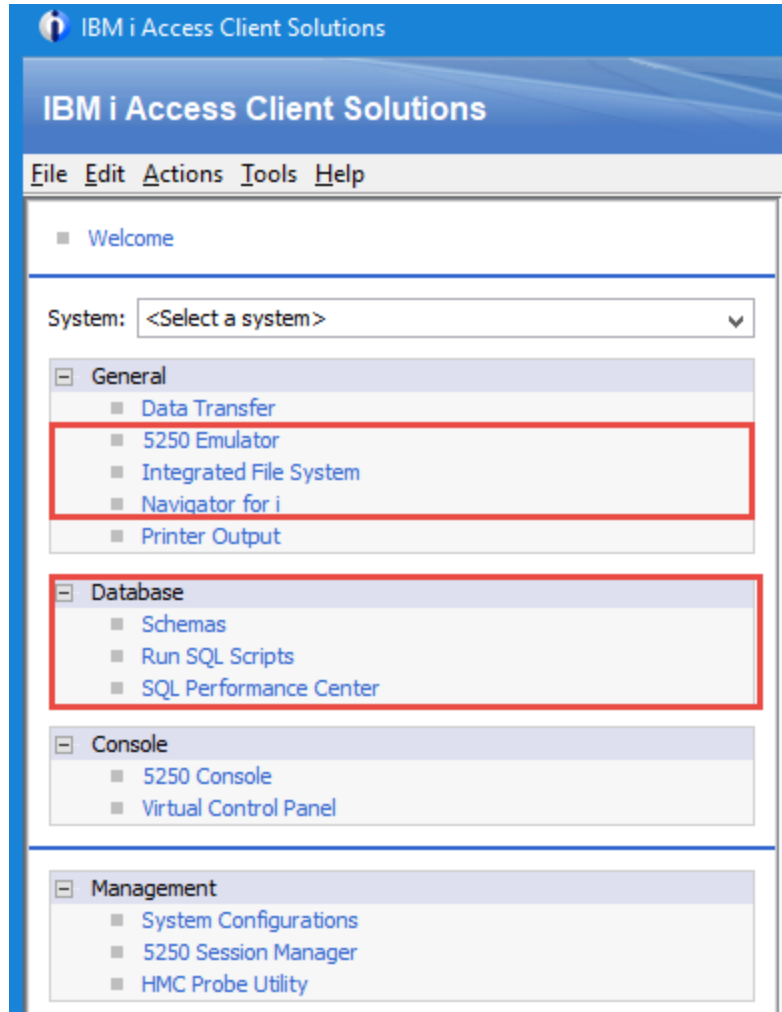 IBM i Access Client Solutions
IBM i Access Client Solutions
File Edit Actions Tools Help
Welcome
System: <Select a system>
General
Data Transfer
5250 Emulator
Integrated File System
Navigator for i
Printer Output
Database
Schemas
Run SQL Scripts
SQL Performance Center
Console
5250 Console
Virtual Control Panel
Management
System Configurations
5250 Session Manager
HMC Probe Utility